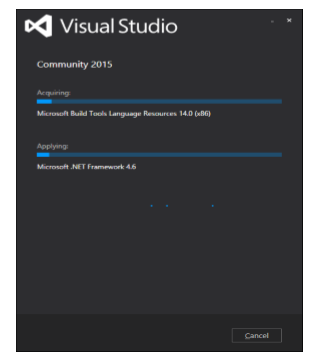 Visual Studio
Community 2015
Acquiring:
Microsoft Build Tools Language Resources 14.0 (x86)
Applying:
Microsoft .NET Framework 4.6
Cancel